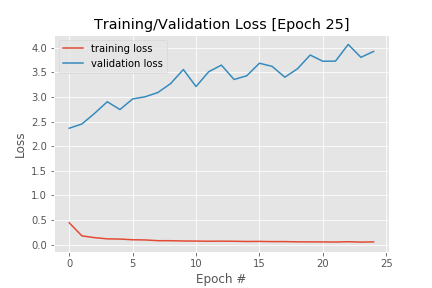 Training/Validation Loss [Epoch 25]
training loss
validation loss
4.0
3.5
3.0
2.5
2.0
1.5
1.0
0.5
0.0
Loss
0 5 10 15 20 25
Epoch #